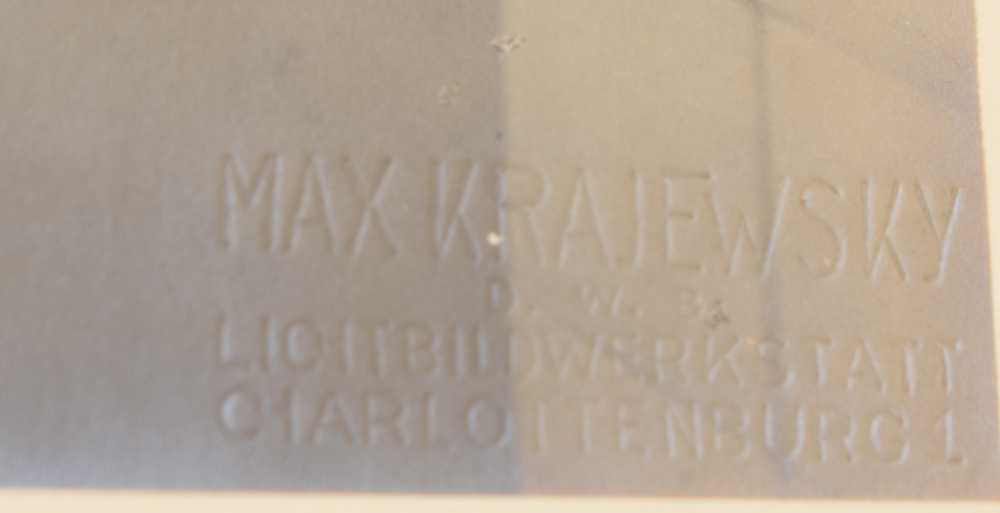 MAX KRAJEWSKY
D. W. B.
LICHTBILDWERKSTATT
CHARLOTTENBURG 1